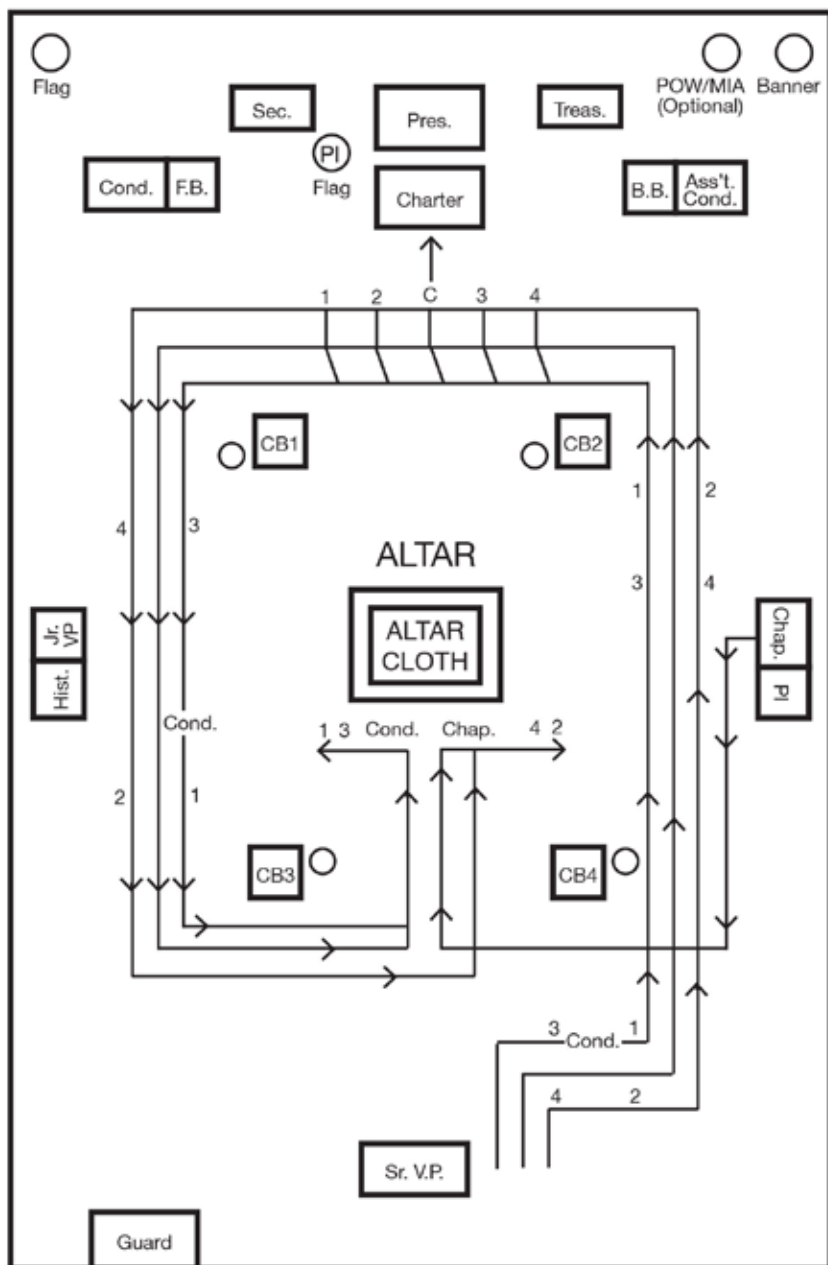 Flag
POW/MIA
(Optional)
Banner
Sec.
Pres.
Treas.
PI
Flag
Cond.
F.B.
Charter
B.B.
Ass't.
Cond.
1 2 C 3 4
CB1
CB2
4 3
1 2
3 4
ALTAR
ALTAR
CLOTH
Jr.
VP
Hist.
Chap.
PI
Cond.
1 3 Cond. Chap. 4 2
2 1
CB3
CB4
3 Cond. 1
4 2
Sr. V.P.
Guard